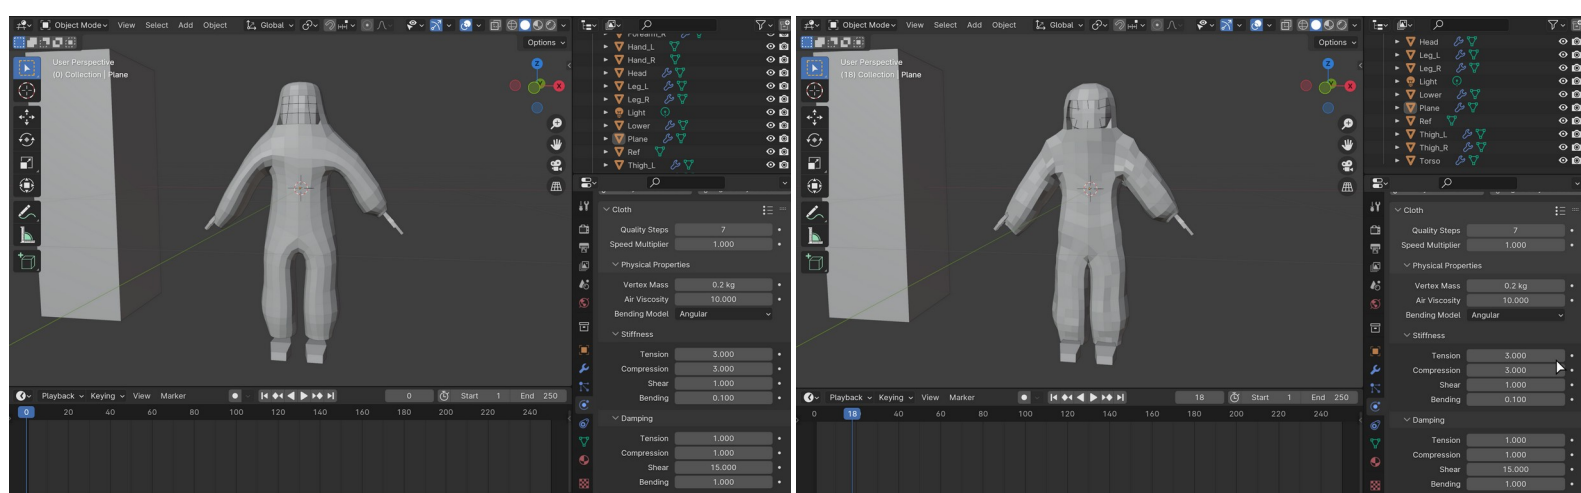 Object Mode View Select Add Object Global
Options
User Perspective
(0) Collection | Plane
Z
Y
X
Forearm_R
Hand_L
Hand_R
Head
Leg_L
Leg_R
Light
Lower
Plane
Ref
Thigh_L
Cloth
Quality Steps 7
Speed Multiplier 1.000
Physical Properties
Vertex Mass 0.2 kg
Air Viscosity 10.000
Bending Model Angular
Stiffness
Tension 3.000
Compression 3.000
Shear 1.000
Bending 0.100
Damping
Tension 1.000
Compression 1.000
Shear 15.000
Bending 1.000
Playback Keying View Marker 0 Start 1 End 250
0 20 40 60 80 100 120 140 160 180 200 220 240
Object Mode View Select Add Object Global
Options
User Perspective
(18) Collection | Plane
Z
Y
X
Head
Leg_L
Leg_R
Light
Lower
Plane
Ref
Thigh_L
Thigh_R
Torso
Cloth
Quality Steps 7
Speed Multiplier 1.000
Physical Properties
Vertex Mass 0.2 kg
Air Viscosity 10.000
Bending Model Angular
Stiffness
Tension 3.000
Compression 3.000
Shear 1.000
Bending 0.100
Damping
Tension 1.000
Compression 1.000
Shear 15.000
Bending 1.000
Playback Keying View Marker 18 Start 1 End 250
0 18 40 60 80 100 120 140 160 180 200 220 240